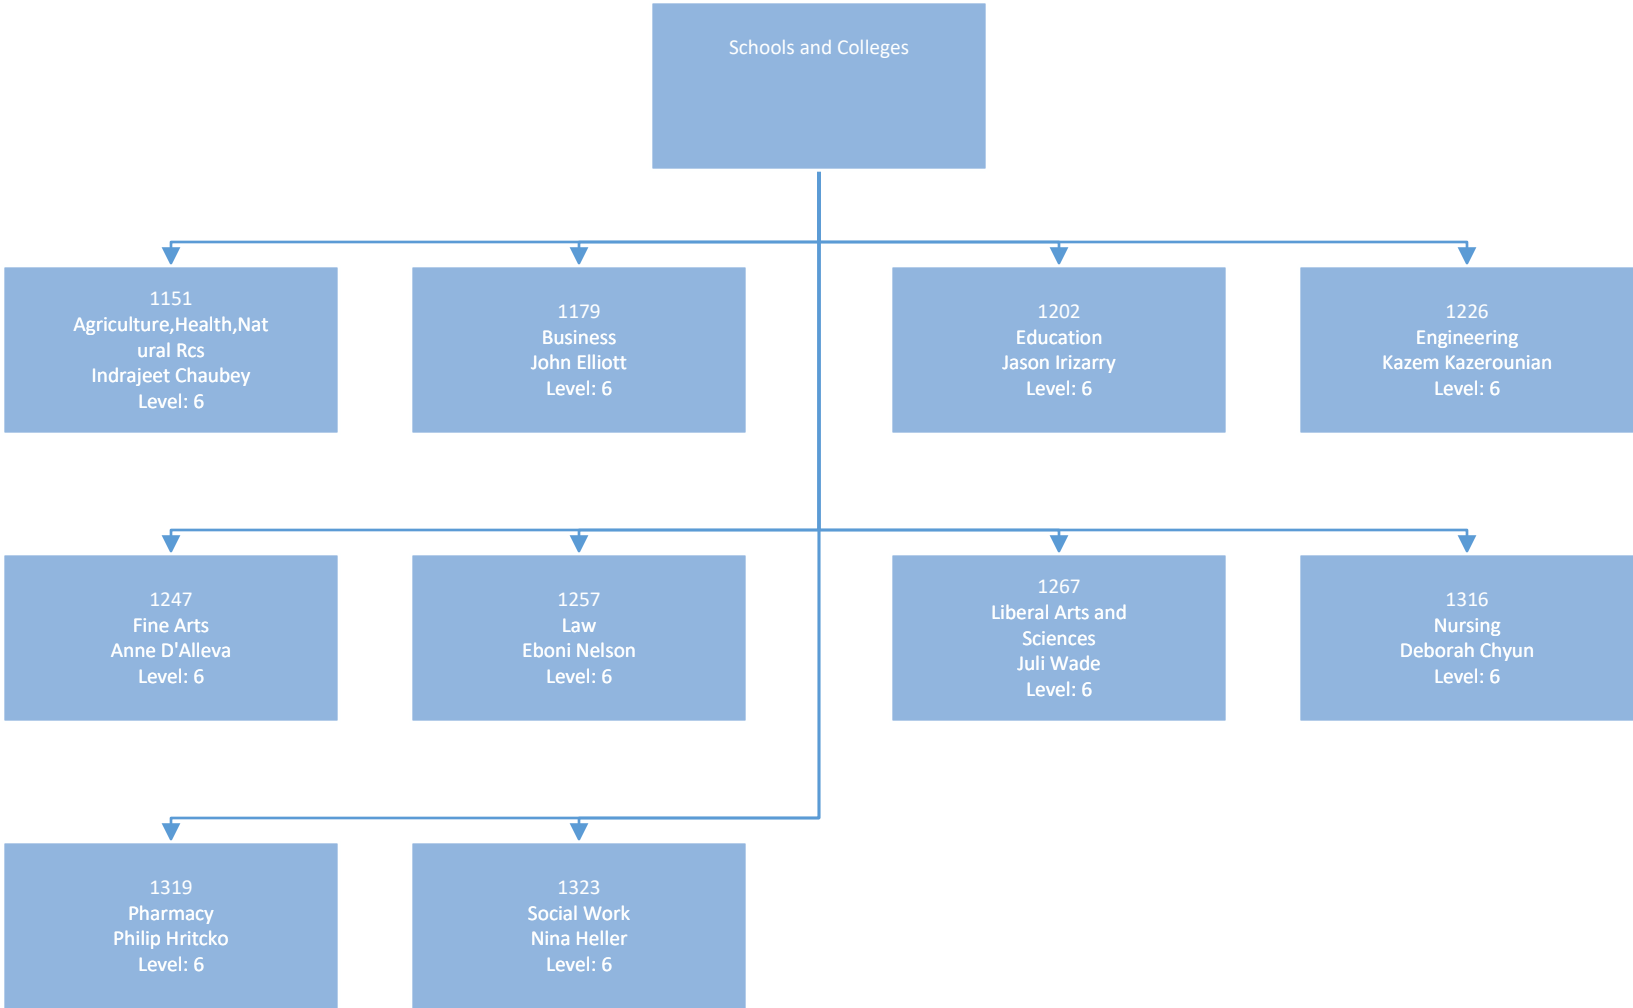 Schools and Colleges
1151
Agriculture,Health,Nat
ural Rcs
Indrajeet Chaubey
Level: 6
1179
Business
John Elliott
Level: 6
1202
Education
Jason Irizarry
Level: 6
1226
Engineering
Kazem Kazerounian
Level: 6
1247
Fine Arts
Anne D'Alleva
Level: 6
1257
Law
Eboni Nelson
Level: 6
1267
Liberal Arts and
Sciences
Juli Wade
Level: 6
1316
Nursing
Deborah Chyun
Level: 6
1319
Pharmacy
Philip Hritcko
Level: 6
1323
Social Work
Nina Heller
Level: 6